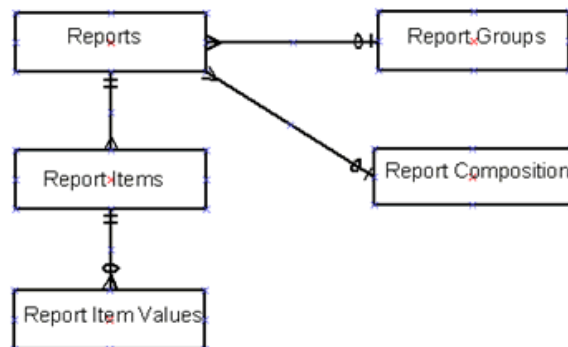 Reports
Report Groups
Report Items
Report Composition
Report Item Values